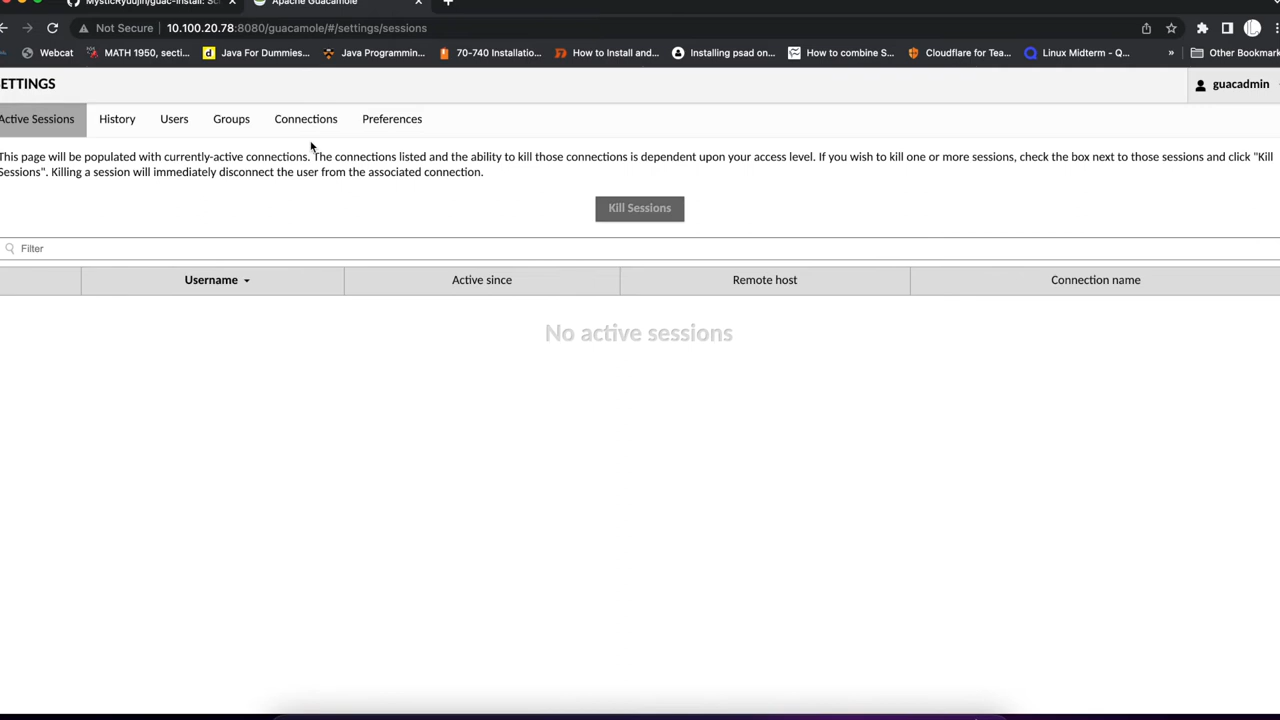 MysticRyuujin/guac-install: Scr
Apache Guacamole
Not Secure 10.100.20.78:8080/guacamole/#/settings/sessions
Webcat MATH 1950, secti... Java For Dummies... Java Programmin... 70-740 Installatio... How to Install and... Installing psad on... How to combine S... Cloudflare for Tea... Linux Midterm - Q... » Other Bookmark
ETTINGS
guacadmin
Active Sessions History Users Groups Connections Preferences
This page will be populated with currently-active connections. The connections listed and the ability to kill those connections is dependent upon your access level. If you wish to kill one or more sessions, check the box next to those sessions and click "Kill
Sessions". Killing a session will immediately disconnect the user from the associated connection.
Kill Sessions
Filter
Username Active since Remote host Connection name
No active sessions